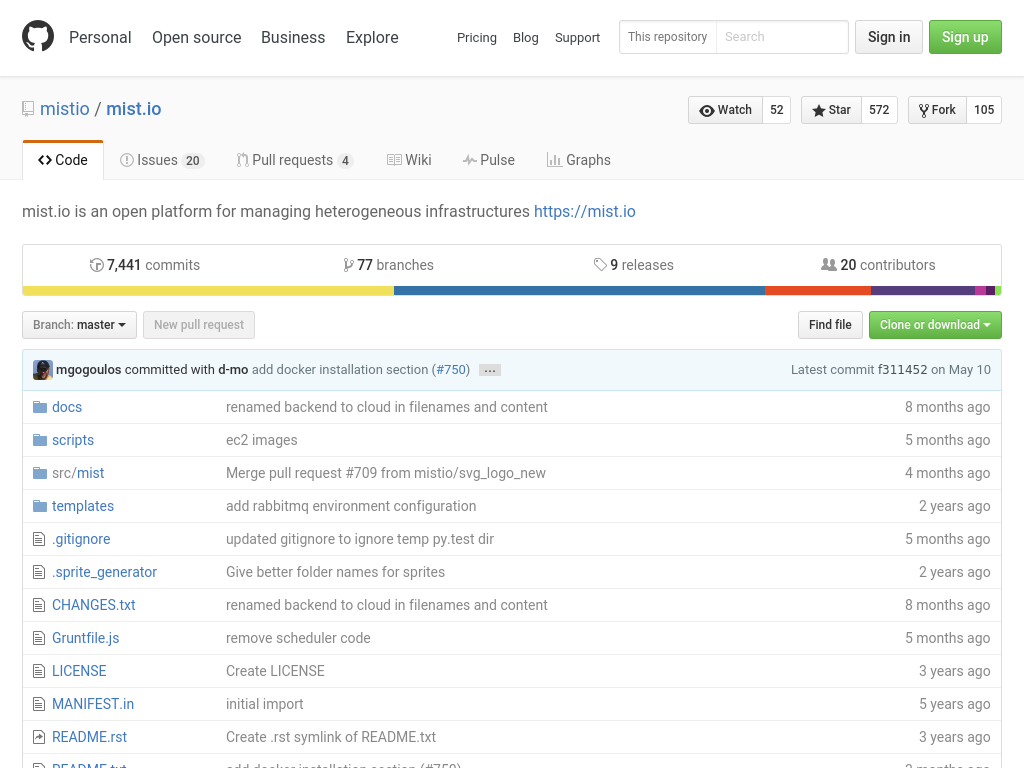 Personal Open source Business Explore Pricing Blog Support This repository Search Sign in Sign up
mistio / mist.io Watch 52 Star 572 Fork 105
Code Issues 20 Pull requests 4 Wiki Pulse Graphs
mist.io is an open platform for managing heterogeneous infrastructures https://mist.io
7,441 commits 77 branches 9 releases 20 contributors
Branch: master New pull request Find file Clone or download
mgogoulos committed with d-mo add docker installation section (#750) … Latest commit f311452 on May 10
docs renamed backend to cloud in filenames and content 8 months ago
scripts ec2 images 5 months ago
src/mist Merge pull request #709 from mistio/svg_logo_new 4 months ago
templates add rabbitmq environment configuration 2 years ago
.gitignore updated gitignore to ignore temp py.test dir 5 months ago
.sprite_generator Give better folder names for sprites 2 years ago
CHANGES.txt renamed backend to cloud in filenames and content 8 months ago
Gruntfile.js remove scheduler code 5 months ago
LICENSE Create LICENSE 3 years ago
MANIFEST.in initial import 5 years ago
README.rst Create .rst symlink of README.txt 3 years ago
README.txt add docker installation section (#750)